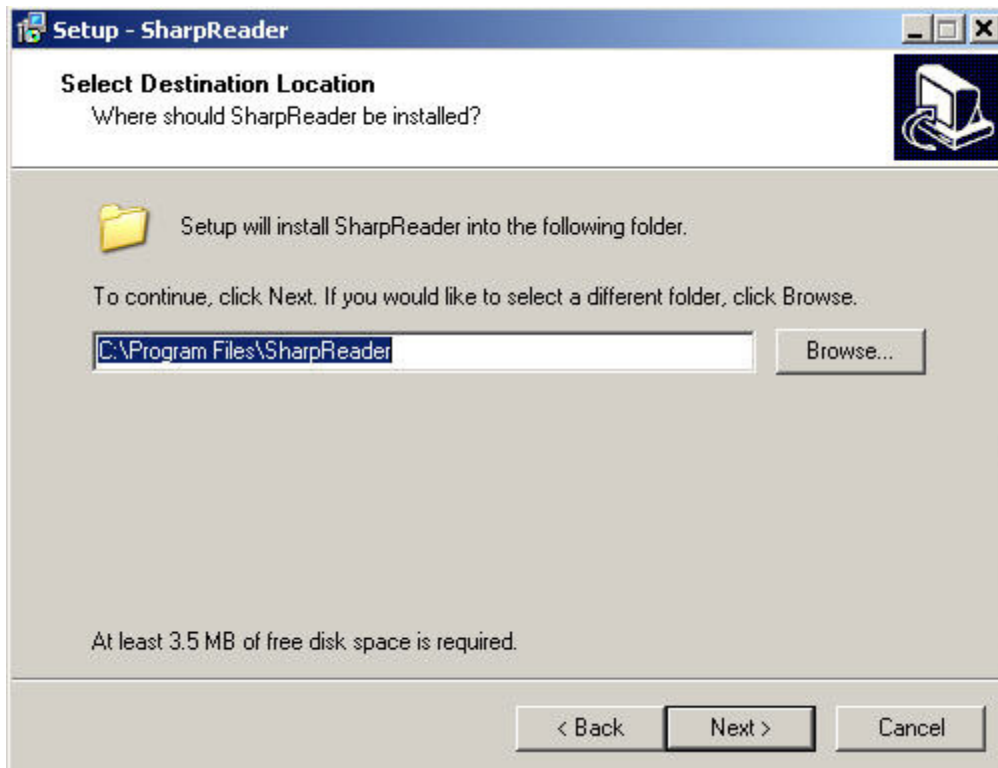 Setup - SharpReader
Select Destination Location
Where should SharpReader be installed?
Setup will install SharpReader into the following folder.
To continue, click Next. If you would like to select a different folder, click Browse.
C:\Program Files\SharpReader
Browse...
At least 3.5 MB of free disk space is required.
< Back
Next >
Cancel